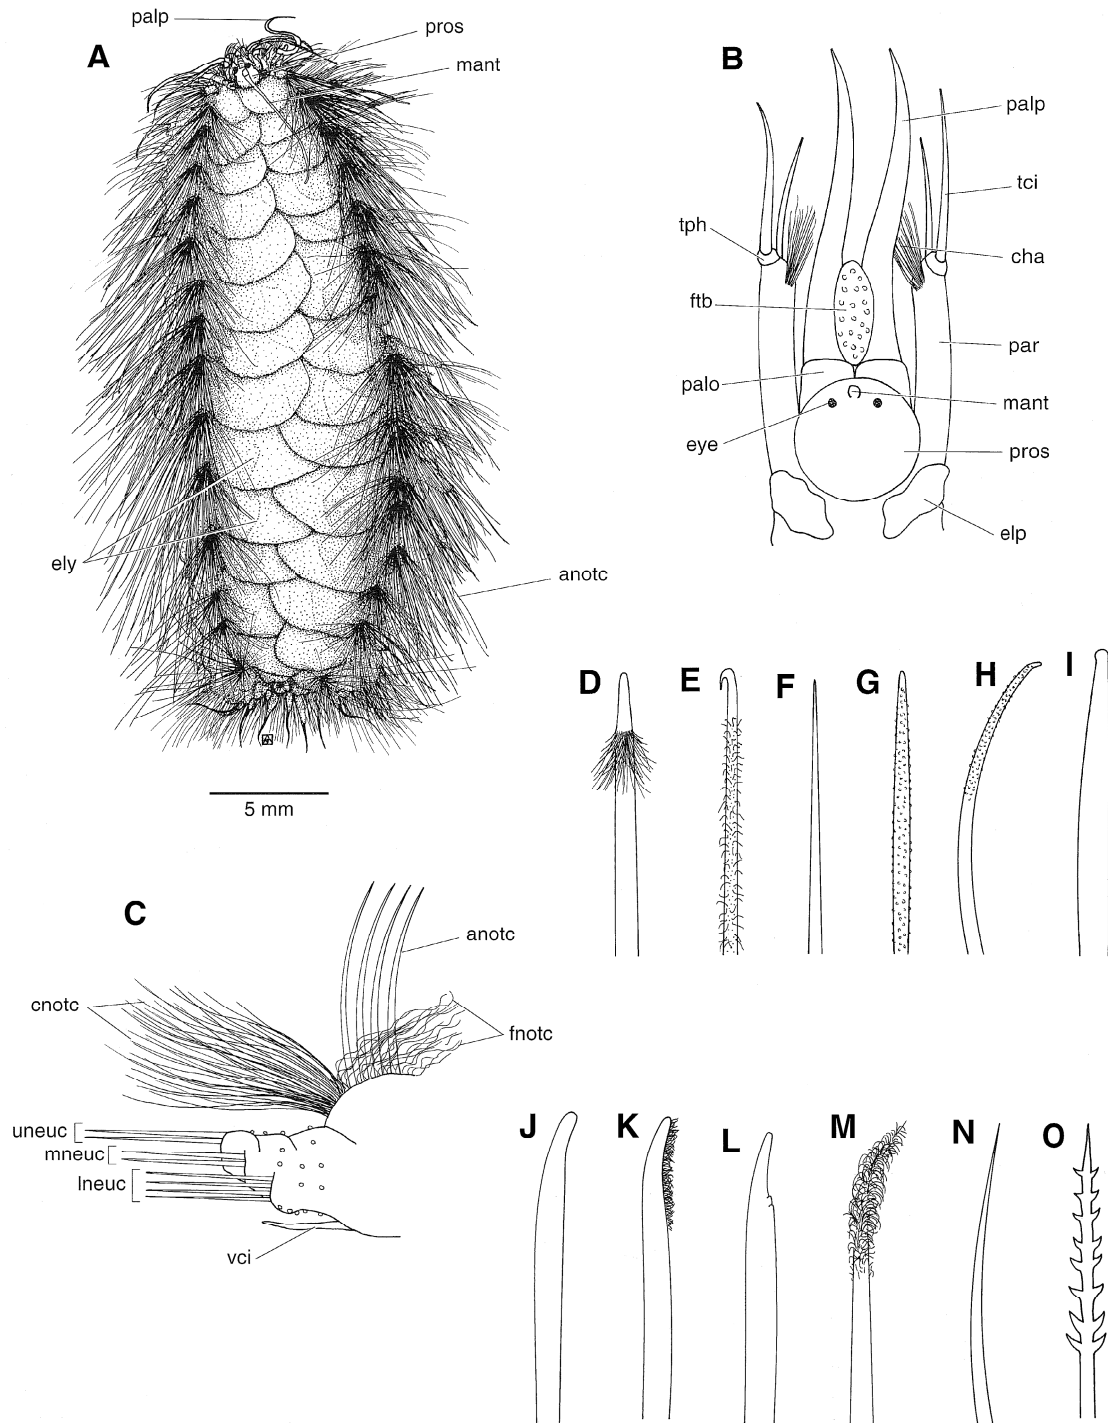 A
palp
pros
mant
ely
anotc
5 mm
B
palp
tci
tph
cha
ftb
par
palo
mant
eye
pros
elp
C
anotc
cnotc
fnotc
uneuc
mneuc
lneuc
vci
D
E
F
G
H
I
J
K
L
M
N
O